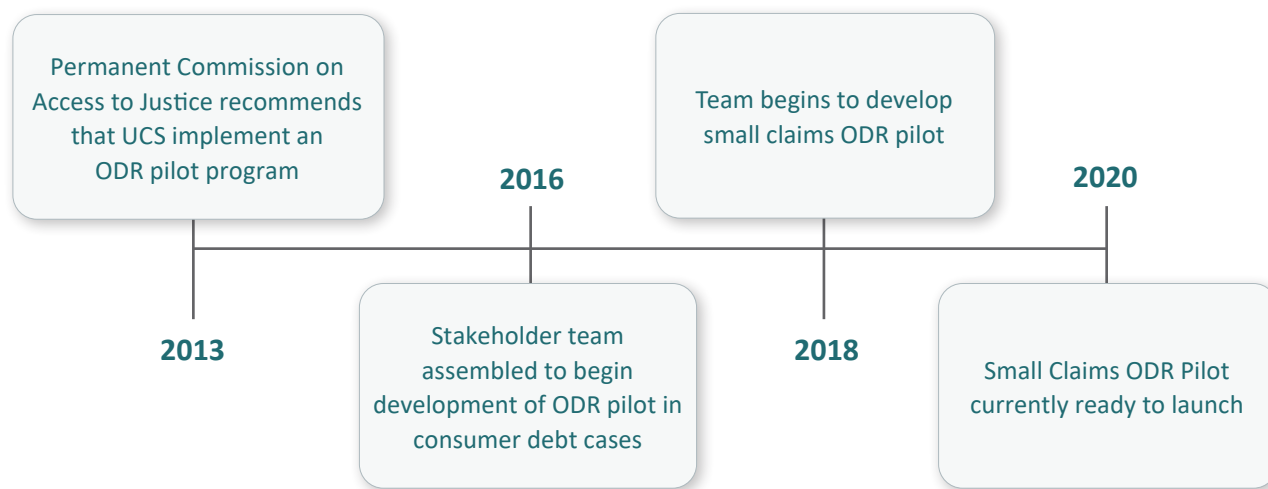 Permanent Commission on
Access to Justice recommends
that UCS implement an
ODR pilot program
2013
2016
Stakeholder team
assembled to begin
development of ODR pilot in
consumer debt cases
Team begins to develop
small claims ODR pilot
2018
2020
Small Claims ODR Pilot
currently ready to launch